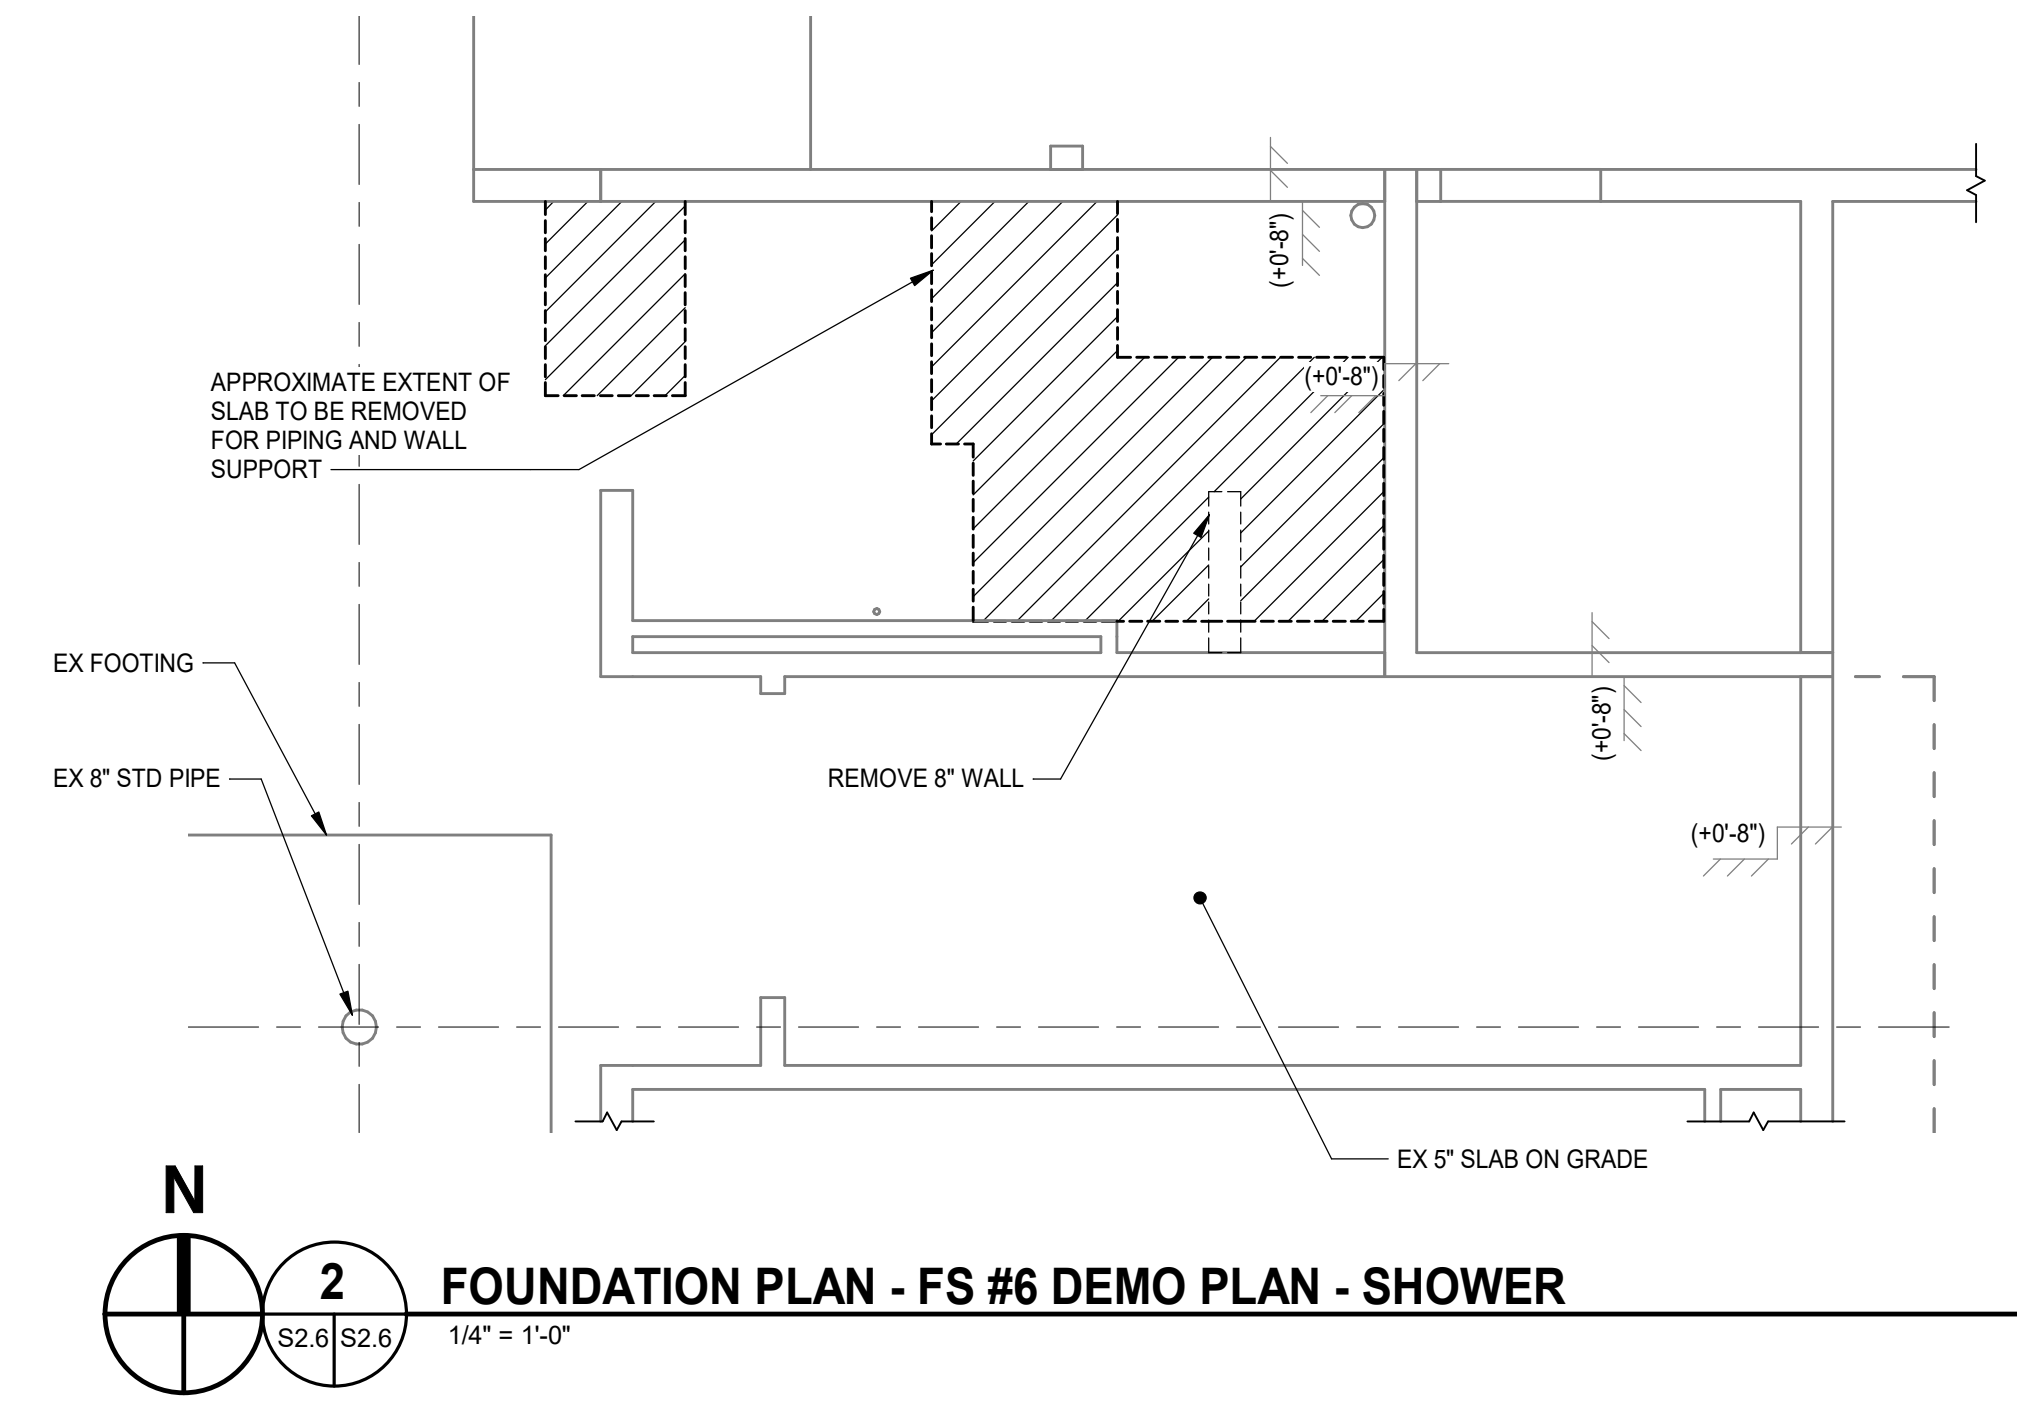 (+0'-8")
(+0'-8")
APPROXIMATE EXTENT OF
SLAB TO BE REMOVED
FOR PIPING AND WALL
SUPPORT
EX FOOTING
(+0'-8")
EX 8" STD PIPE
REMOVE 8" WALL
(+0'-8")
EX 5" SLAB ON GRADE
N
2
S2.6
S2.6
FOUNDATION PLAN - FS #6 DEMO PLAN - SHOWER
1/4" = 1'-0"